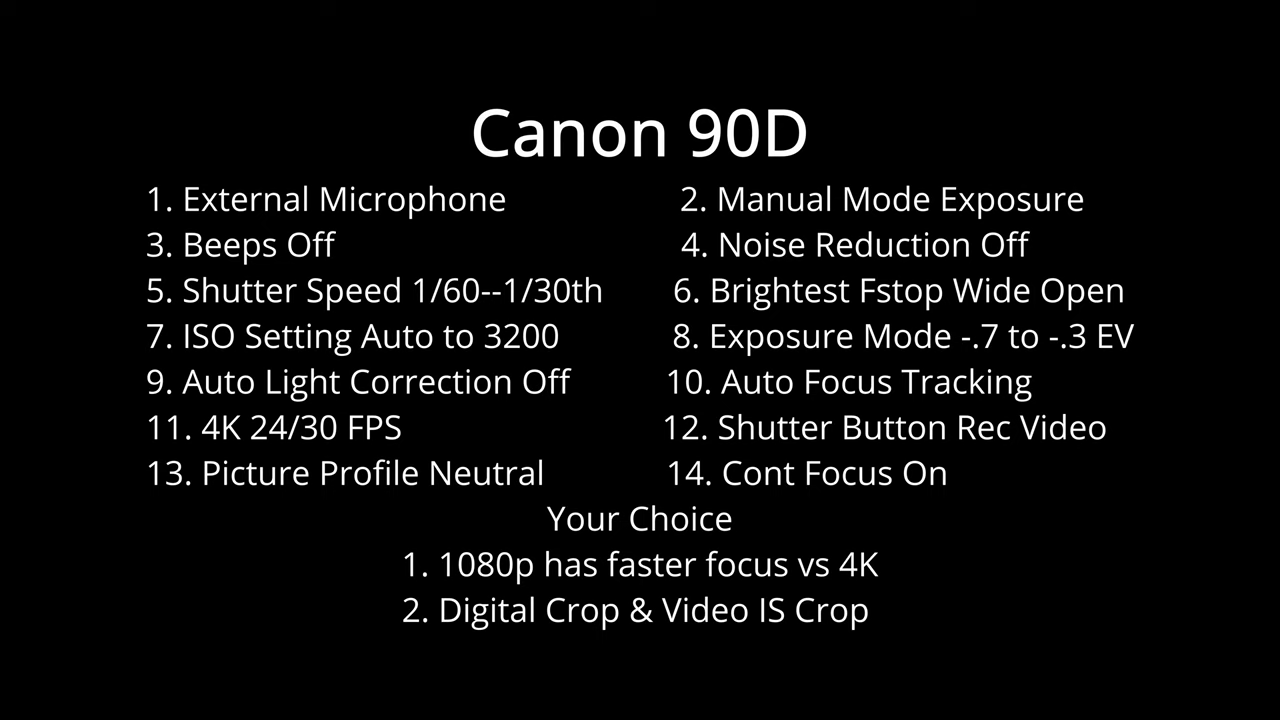 Canon 90D
1. External Microphone 2. Manual Mode Exposure
3. Beeps Off 4. Noise Reduction Off
5. Shutter Speed 1/60--1/30th 6. Brightest Fstop Wide Open
7. ISO Setting Auto to 3200 8. Exposure Mode -.7 to -.3 EV
9. Auto Light Correction Off 10. Auto Focus Tracking
11. 4K 24/30 FPS 12. Shutter Button Rec Video
13. Picture Profile Neutral 14. Cont Focus On
Your Choice
1. 1080p has faster focus vs 4K
2. Digital Crop & Video IS Crop